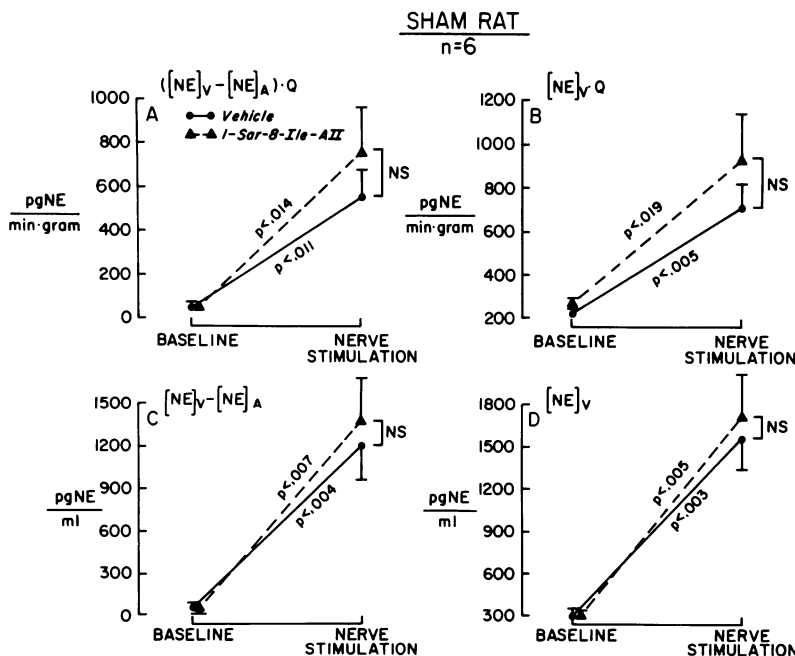 SHAM RAT
n=6
A ([NE]V-[NE]A)·Q
Vehicle
1-Sar-8-Ile-AII
pgNE
min·gram
1000
800
600
400
200
0
p<.014
p<.011
NS
BASELINE
NERVE
STIMULATION
B [NE]V·Q
pgNE
min·gram
1200
1000
800
600
400
200
p<.019
p<.005
NS
BASELINE
NERVE
STIMULATION
C [NE]V-[NE]A
pgNE
ml
1500
1200
900
600
300
0
p<.007
p<.004
NS
BASELINE
NERVE
STIMULATION
D [NE]V
pgNE
ml
1800
1500
1200
900
600
300
p<.005
p<.003
NS
BASELINE
NERVE
STIMULATION